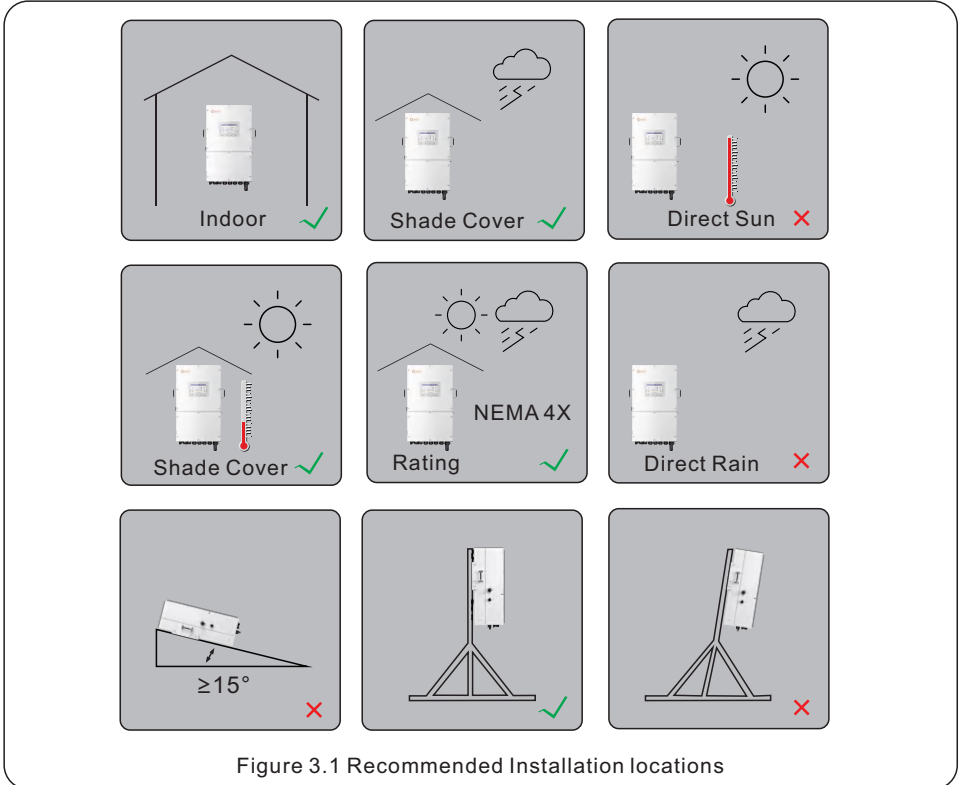 Indoor
Shade Cover
Direct Sun
Shade Cover
NEMA 4X
Rating
Direct Rain
≥15°
Figure 3.1 Recommended Installation locations